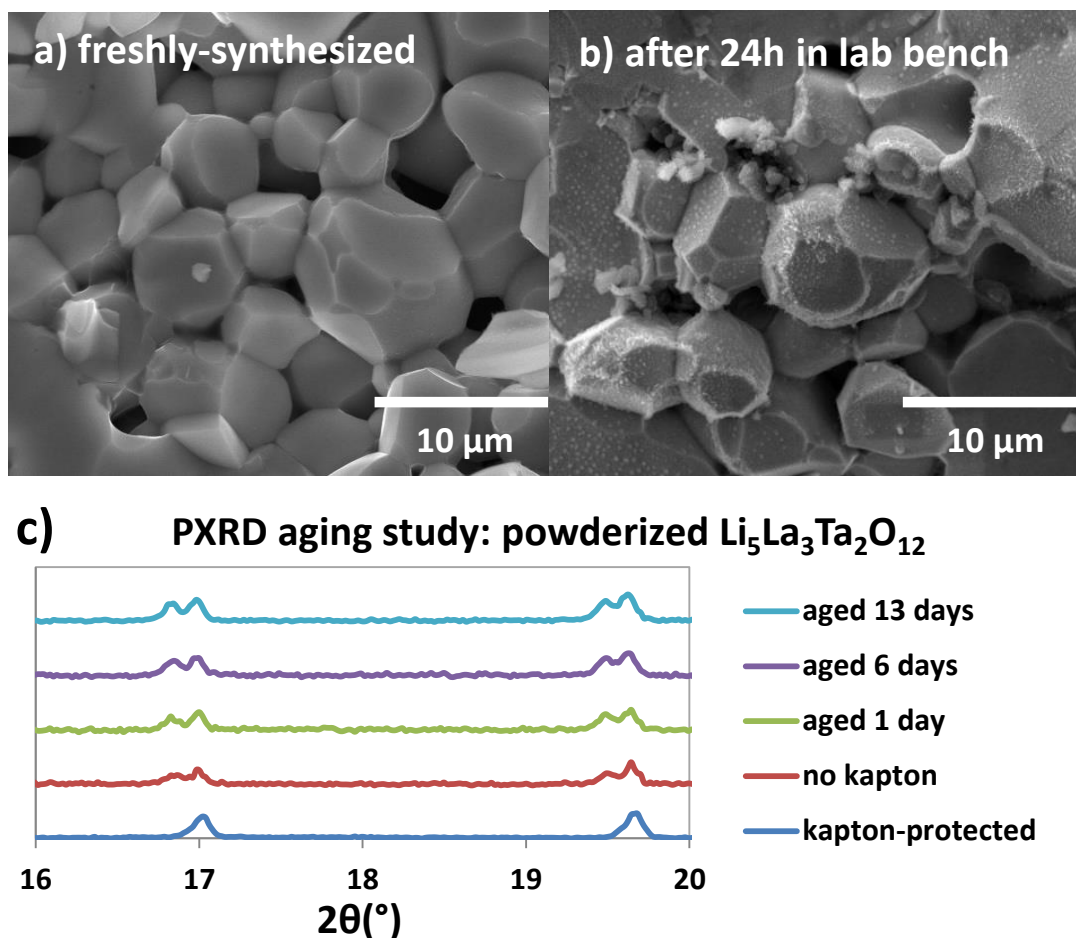 a) freshly-synthesized
b) after 24h in lab bench
10 μm
10 μm
c)
PXRD aging study: powderized Li₅La₃Ta₂O₁₂
aged 13 days
aged 6 days
aged 1 day
no kapton
kapton-protected
16 17 18 19 20
2θ(°)